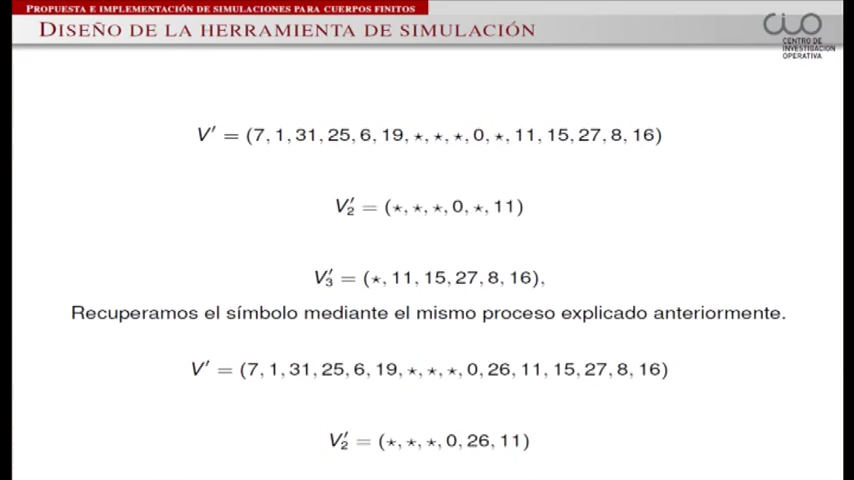 PROPUESTA E IMPLEMENTACIÓN DE SIMULACIONES PARA CUERPOS FINITOS
DISEÑO DE LA HERRAMIENTA DE SIMULACIÓN
CIO
CENTRO DE
INVESTIGACIÓN
OPERATIVA
V′ = (7, 1, 31, 25, 6, 19, ⋆, ⋆, ⋆, 0, ⋆, 11, 15, 27, 8, 16)
V′₂ = (⋆, ⋆, ⋆, 0, ⋆, 11)
V′₃ = (⋆, 11, 15, 27, 8, 16),
Recuperamos el símbolo mediante el mismo proceso explicado anteriormente.
V′ = (7, 1, 31, 25, 6, 19, ⋆, ⋆, ⋆, 0, 26, 11, 15, 27, 8, 16)
V′₂ = (⋆, ⋆, ⋆, 0, 26, 11)